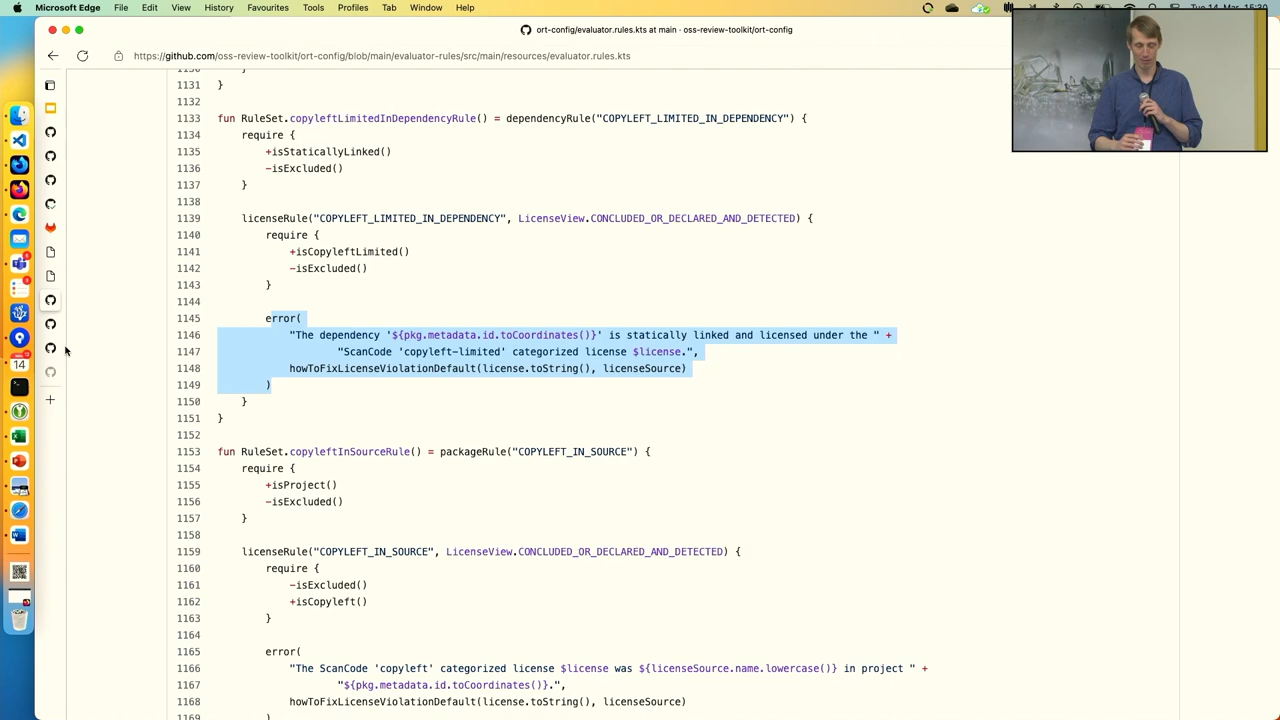 Microsoft Edge File Edit View History Favourites Tools Profiles Tab Window Help
ort-config/evaluator.rules.kts at main · oss-review-toolkit/ort-config
https://github.com/oss-review-toolkit/ort-config/blob/main/evaluator-rules/src/main/resources/evaluator.rules.kts
1131 }
1132
1133 fun RuleSet.copyleftLimitedInDependencyRule() = dependencyRule("COPYLEFT_LIMITED_IN_DEPENDENCY") {
1134 require {
1135 +isStaticallyLinked()
1136 -isExcluded()
1137 }
1138
1139 licenseRule("COPYLEFT_LIMITED_IN_DEPENDENCY", LicenseView.CONCLUDED_OR_DECLARED_AND_DETECTED) {
1140 require {
1141 +isCopyleftLimited()
1142 -isExcluded()
1143 }
1144
1145 error(
1146 "The dependency '${pkg.metadata.id.toCoordinates()}' is statically linked and licensed under the " +
1147 "ScanCode 'copyleft-limited' categorized license $license.",
1148 howToFixLicenseViolationDefault(license.toString(), licenseSource)
1149 )
1150 }
1151 }
1152
1153 fun RuleSet.copyleftInSourceRule() = packageRule("COPYLEFT_IN_SOURCE") {
1154 require {
1155 +isProject()
1156 -isExcluded()
1157 }
1158
1159 licenseRule("COPYLEFT_IN_SOURCE", LicenseView.CONCLUDED_OR_DECLARED_AND_DETECTED) {
1160 require {
1161 -isExcluded()
1162 +isCopyleft()
1163 }
1164
1165 error(
1166 "The ScanCode 'copyleft' categorized license $license was ${licenseSource.name.lowercase()} in project " +
1167 "${pkg.metadata.id.toCoordinates()}.",
1168 howToFixLicenseViolationDefault(license.toString(), licenseSource)
1169 )
14